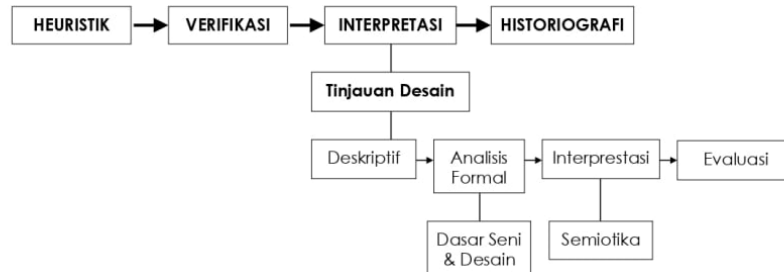 HEURISTIK
VERIFIKASI
INTERPRETASI
HISTORIOGRAFI
Tinjauan Desain
Deskriptif
Analisis
Formal
Interprestasi
Evaluasi
Dasar Seni
& Desain
Semiotika